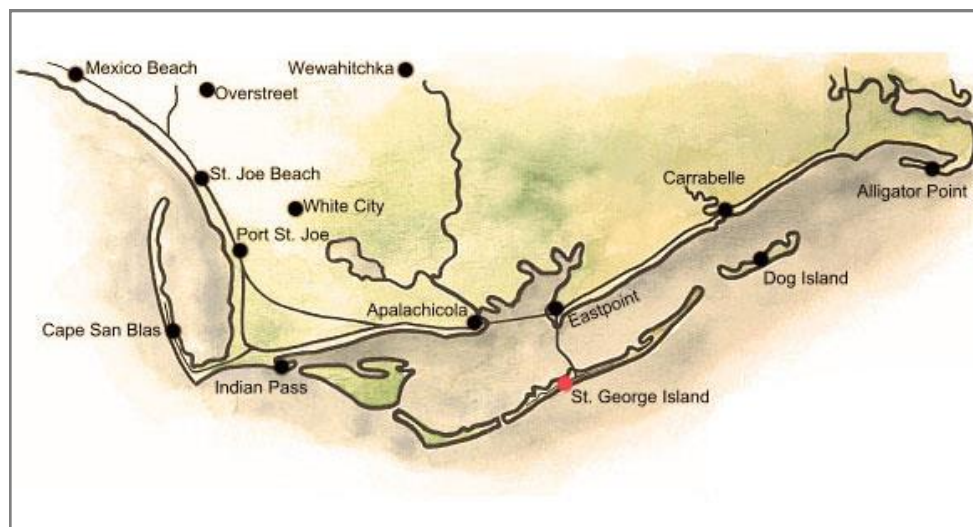 Mexico Beach
Wewahitchka
Overstreet
St. Joe Beach
Carrabelle
Alligator Point
White City
Port St. Joe
Dog Island
Apalachicola
Eastpoint
Cape San Blas
Indian Pass
St. George Island